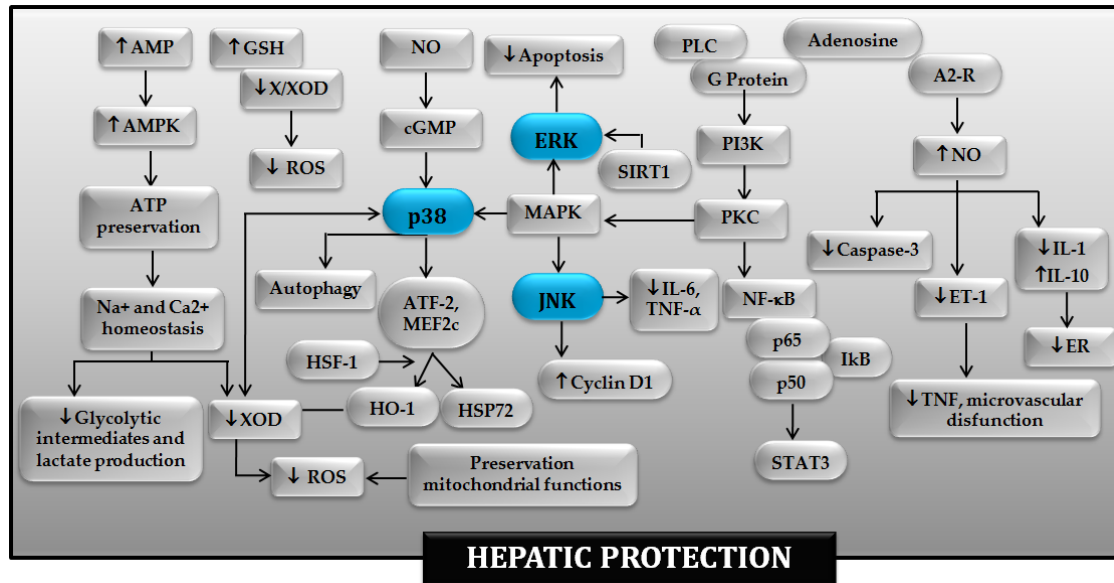 ↑AMP
↑GSH
↓X/XOD
↓ ROS
↑AMPK
ATP
preservation
Na+ and Ca2+
homeostasis
↓Glycolytic
intermediates and
lactate production
↓XOD
↓ ROS
Preservation
mitochondrial functions
NO
cGMP
p38
Autophagy
ATF-2,
MEF2c
HSF-1
HO-1
HSP72
↓Apoptosis
ERK
SIRT1
MAPK
JNK
↓IL-6,
TNF-α
↑Cyclin D1
PLC
G Protein
Adenosine
PI3K
PKC
NF-κB
p65
IkB
p50
STAT3
A2-R
↑NO
↓Caspase-3
↓ET-1
↓IL-1
↑IL-10
↓ER
↓TNF, microvascular
disfunction
HEPATIC PROTECTION